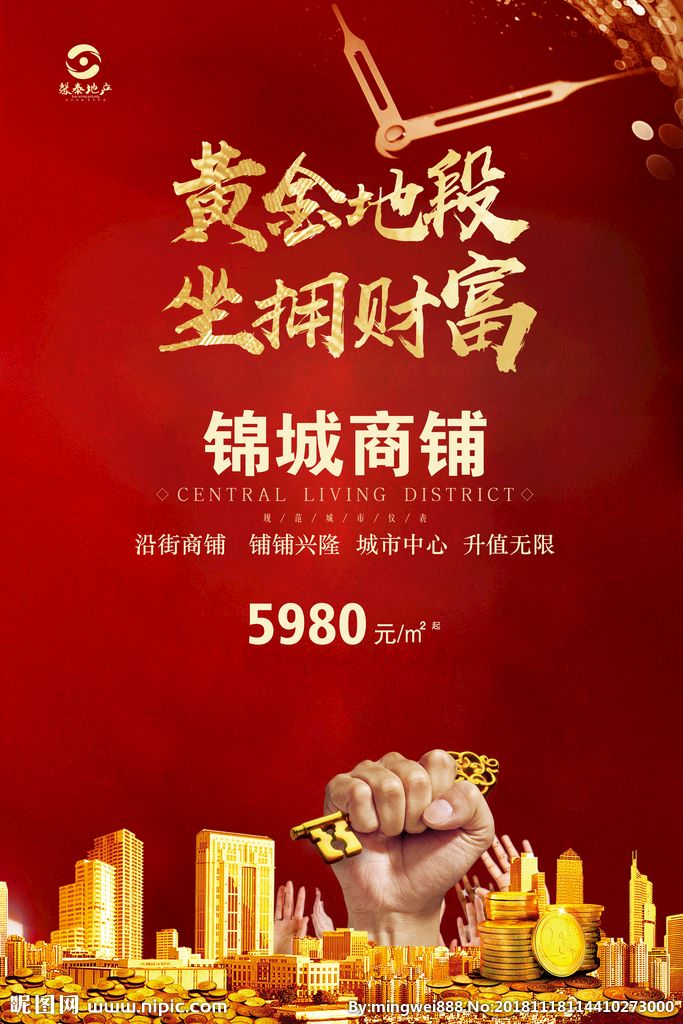 黄金地段
坐拥财富
锦城商铺
CENTRAL LIVING DISTRICT
规/范/城/市/仪/表
沿街商铺 铺铺兴隆 城市中心 升值无限
5980元/㎡起
昵图网 www.nipic.com
By:mingwei888 No:20181118114410273000